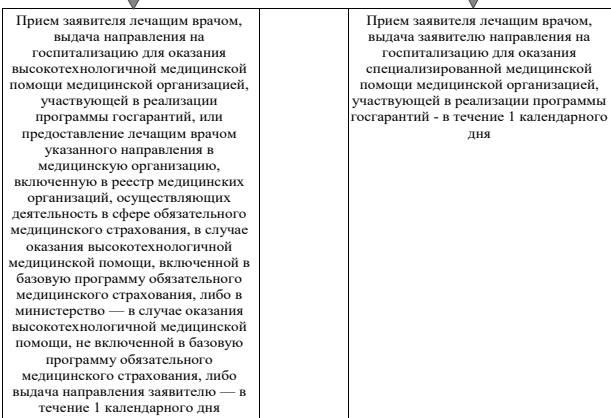 Прием заявителя лечащим врачом,
выдача направления на
госпитализацию для оказания
высокотехнологичной медицинской
помощи медицинской организацией,
участвующей в реализации
программы госгарантий, или
предоставление лечащим врачом
указанного направления в
медицинскую организацию,
включенную в реестр медицинских
организаций, осуществляющих
деятельность в сфере обязательного
медицинского страхования, в случае
оказания высокотехнологичной
медицинской помощи, включенной в
базовую программу обязательного
медицинского страхования, либо в
министерство — в случае оказания
высокотехнологичной медицинской
помощи, не включенной в базовую
программу обязательного
медицинского страхования, либо
выдача направления заявителю — в
течение 1 календарного дня
Прием заявителя лечащим врачом,
выдача заявителю направления на
госпитализацию для оказания
специализированной медицинской
помощи медицинской организацией,
участвующей в реализации программы
госгарантий - в течение 1 календарного
дня